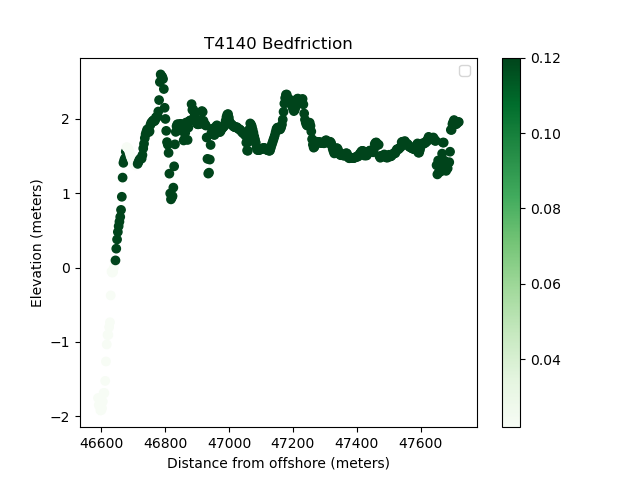 T4140 Bedfriction
Elevation (meters)
2
1
0
−1
−2
46600 46800 47000 47200 47400 47600
Distance from offshore (meters)
0.12
0.10
0.08
0.06
0.04